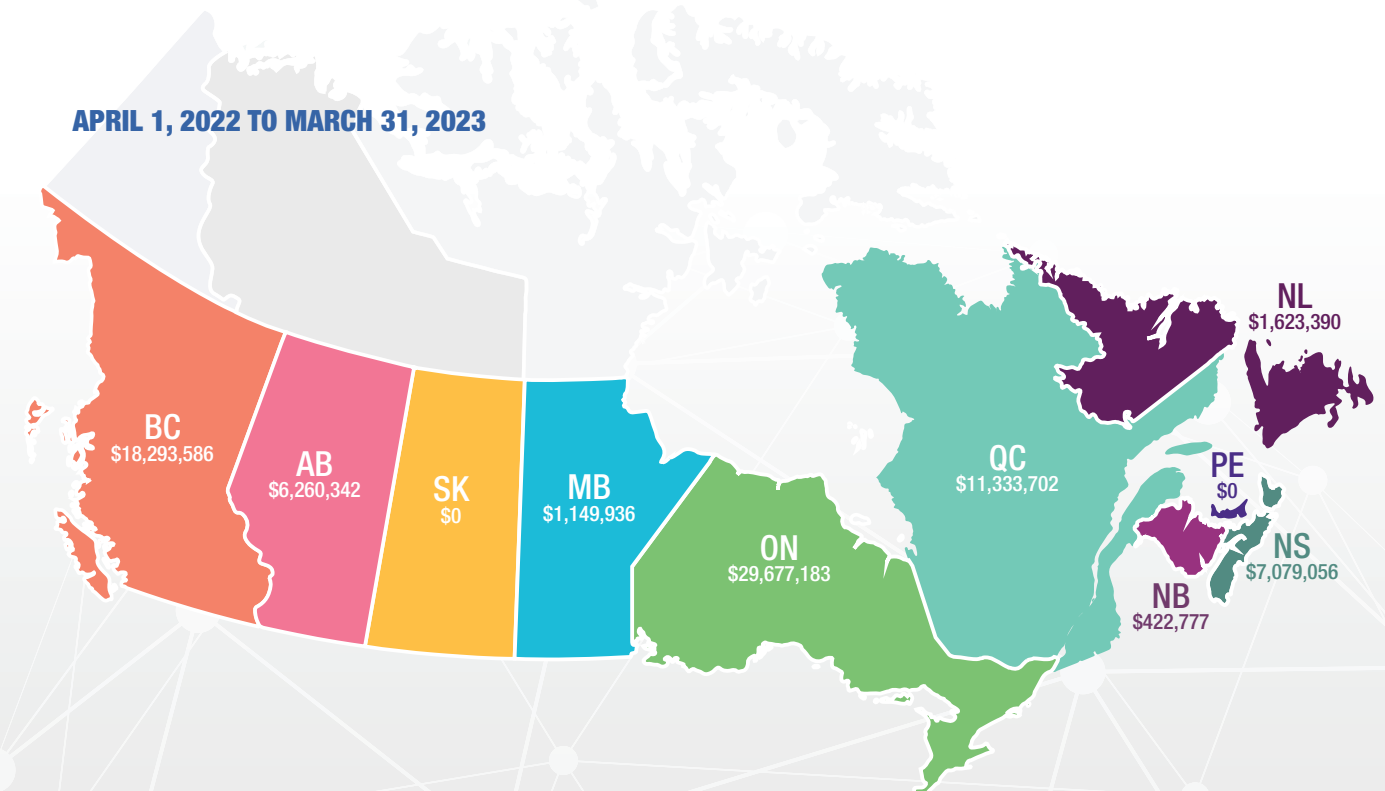 APRIL 1, 2022 TO MARCH 31, 2023
NL
$1,623,390
BC
$18,293,586
AB
$6,260,342
SK
$0
MB
$1,149,936
ON
$29,677,183
QC
$11,333,702
PE
$0
NS
$7,079,056
NB
$422,777